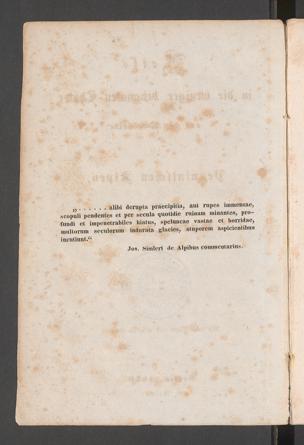 „. . . . . . alibi derupta praecipitia, aut rupes immensae,
scopuli pendentes et per secula quotidie ruinam minantes, pro-
fundi et impenetrabiles hiatus, speluncae vastae et horridae,
multorum seculorum indurata glacies, stuporem aspicientibus
incutiunt.“
Jos. Simleri de Alpibus commentarius.